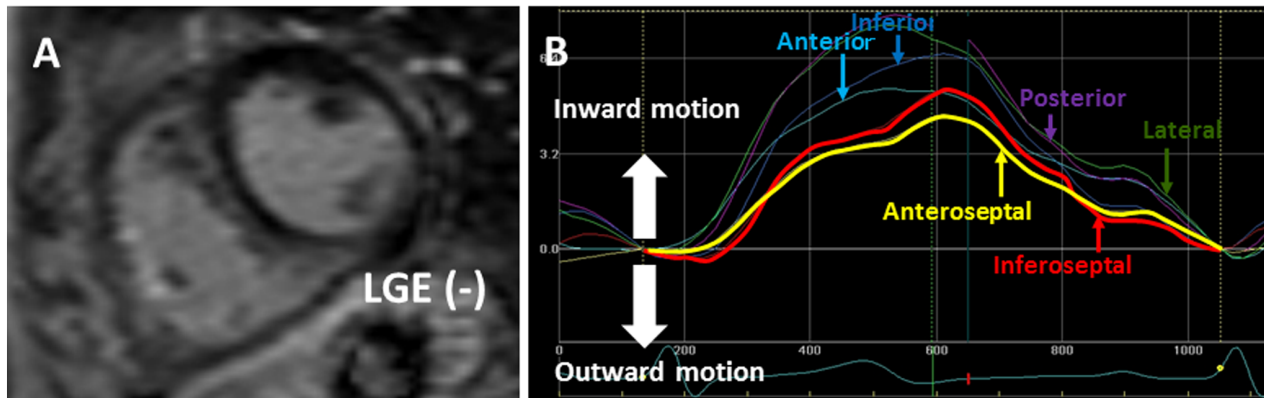 A
LGE (-)
B
Inferior
Anterior
6.
Inward motion
Posterior
Lateral
3.2
Anteroseptal
0.0
Inferoseptal
0
200
400
600
800
1000
Outward motion